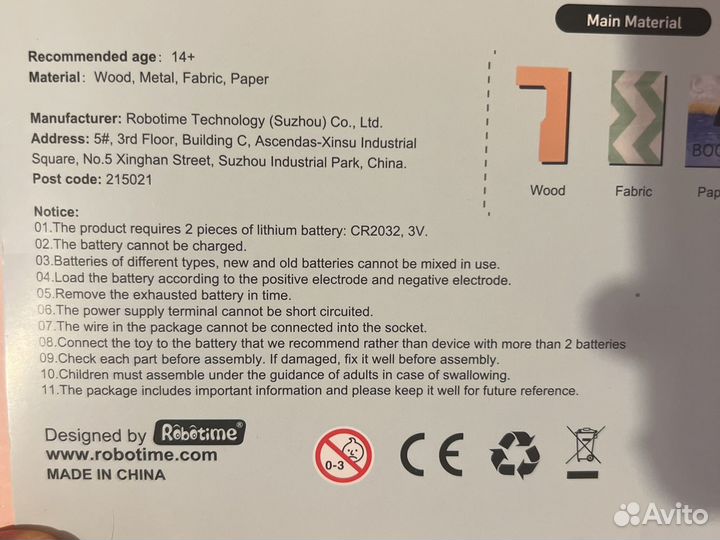 Main Material
Recommended age: 14+
Material: Wood, Metal, Fabric, Paper
Manufacturer: Robotime Technology (Suzhou) Co., Ltd.
Address: 5#, 3rd Floor, Building C, Ascendas-Xinsu Industrial
Square, No.5 Xinghan Street, Suzhou Industrial Park, China.
Post code: 215021
BOO
Wood
Fabric
Pap
Notice:
01.The product requires 2 pieces of lithium battery: CR2032, 3V.
02.The battery cannot be charged.
03.Batteries of different types, new and old batteries cannot be mixed in use.
04.Load the battery according to the positive electrode and negative electrode.
05.Remove the exhausted battery in time.
06.The power supply terminal cannot be short circuited.
07.The wire in the package cannot be connected into the socket.
08.Connect the toy to the battery that we recommend rather than device with more than 2 batteries
09.Check each part before assembly. If damaged, fix it well before assembly.
10.Children must assemble under the guidance of adults in case of swallowing.
11.The package includes important information and please keep it well for future reference.
Designed by Robotime
www.robotime.com
MADE IN CHINA
0-3
CE
Avito